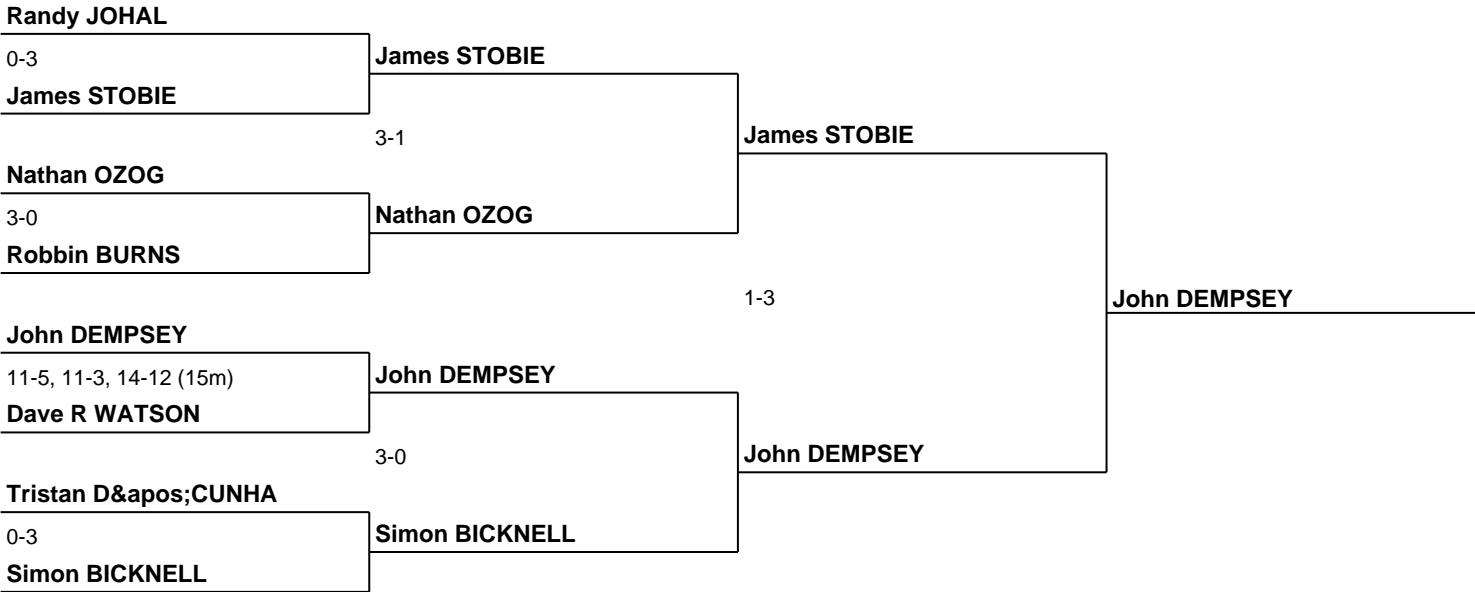 Randy JOHAL
0-3
James STOBIE
James STOBIE
3-1
James STOBIE
Nathan OZOG
3-0
Nathan OZOG
Robbin BURNS
1-3
John DEMPSEY
John DEMPSEY
11-5, 11-3, 14-12 (15m)
John DEMPSEY
Dave R WATSON
3-0
John DEMPSEY
Tristan D&apos;CUNHA
0-3
Simon BICKNELL
Simon BICKNELL